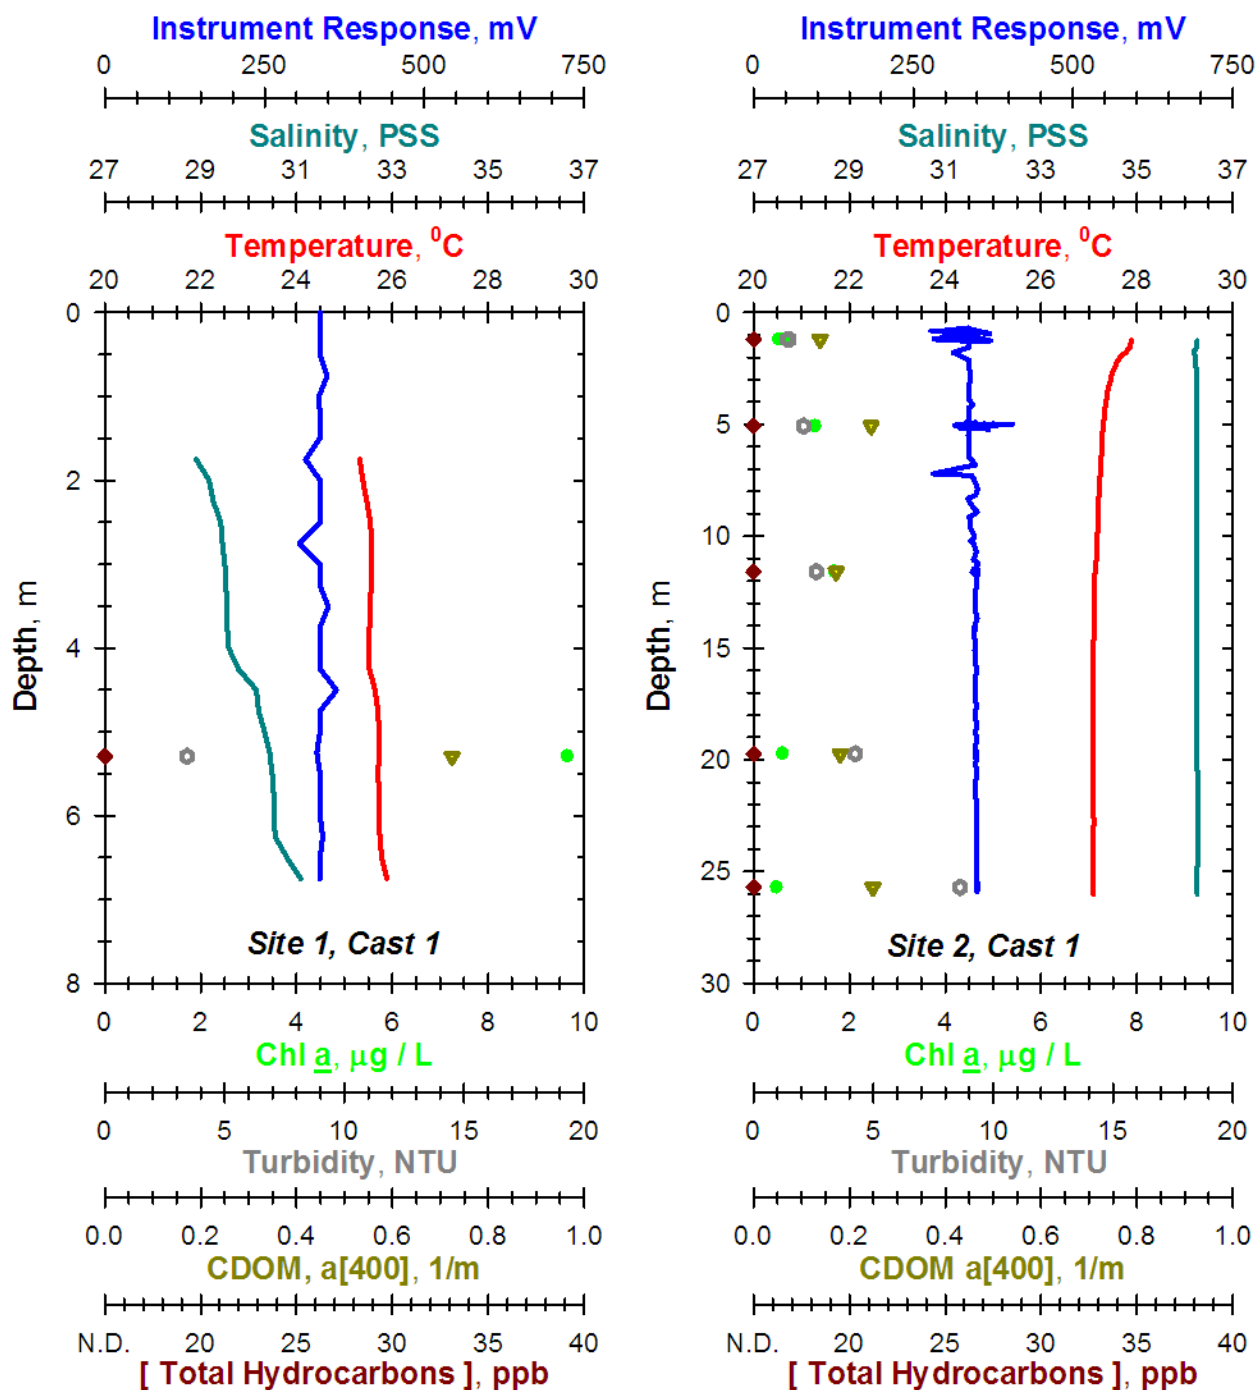 Instrument Response, mV
0 250 500 750
Salinity, PSS
27 29 31 33 35 37
Temperature, ⁰C
20 22 24 26 28 30
0
2
4
6
8
Depth, m
Site 1, Cast 1
0 2 4 6 8 10
Chl a, µg / L
0 5 10 15 20
Turbidity, NTU
0.0 0.2 0.4 0.6 0.8 1.0
CDOM, a[400], 1/m
N.D. 20 25 30 35 40
[ Total Hydrocarbons ], ppb
Instrument Response, mV
0 250 500 750
Salinity, PSS
27 29 31 33 35 37
Temperature, ⁰C
20 22 24 26 28 30
0
5
10
15
20
25
30
Depth, m
Site 2, Cast 1
0 2 4 6 8 10
Chl a, µg / L
0 5 10 15 20
Turbidity, NTU
0.0 0.2 0.4 0.6 0.8 1.0
CDOM a[400], 1/m
N.D. 20 25 30 35 40
[ Total Hydrocarbons ], ppb